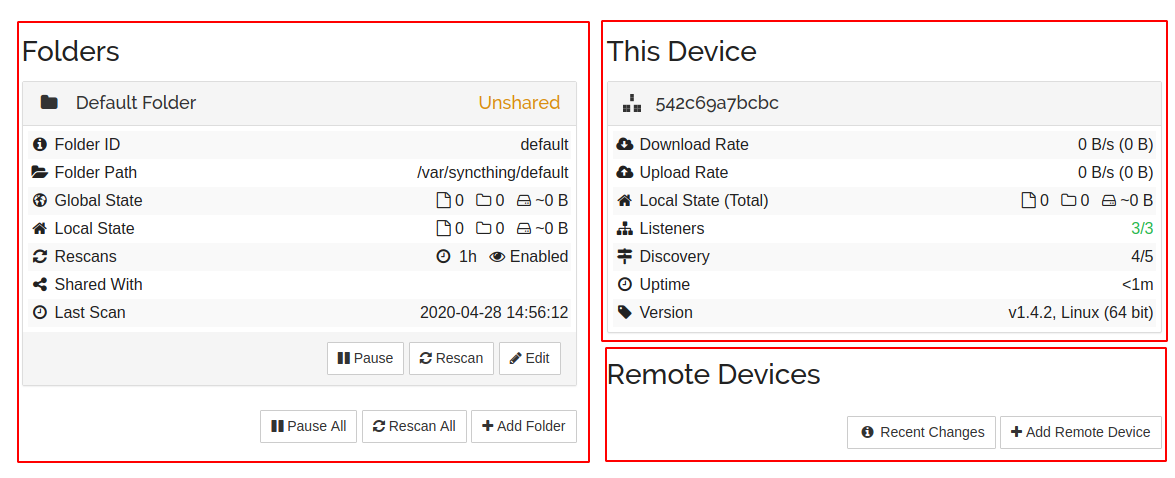 Folders
Default Folder Unshared
Folder ID default
Folder Path /var/syncthing/default
Global State 0 0 ~0 B
Local State 0 0 ~0 B
Rescans 1h Enabled
Shared With
Last Scan 2020-04-28 14:56:12
Pause Rescan Edit
Pause All Rescan All Add Folder
This Device
542c69a7bcbc
Download Rate 0 B/s (0 B)
Upload Rate 0 B/s (0 B)
Local State (Total) 0 0 ~0 B
Listeners 3/3
Discovery 4/5
Uptime <1m
Version v1.4.2, Linux (64 bit)
Remote Devices
Recent Changes Add Remote Device